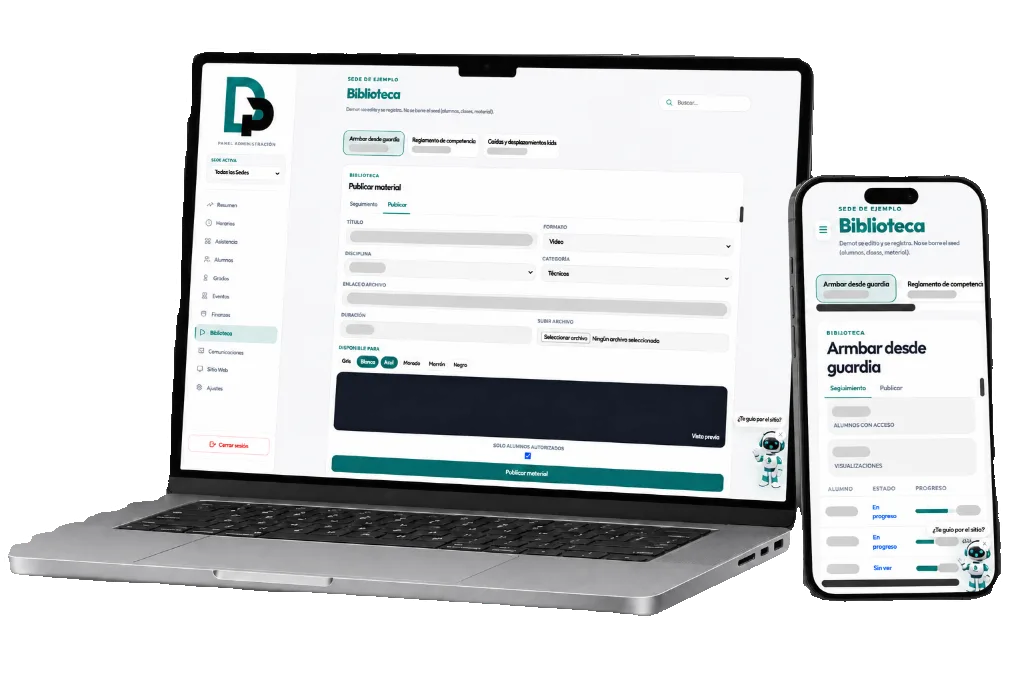 DP
PANEL ADMINISTRACIÓN
SEDE ACTIVA
Todas las Sedes
Resumen
Horarios
Asistencia
Alumnos
Grados
Eventos
Finanzas
Biblioteca
Comunicaciones
Sitio Web
Ajustes
Cerrar sesión
SEDE DE EJEMPLO
Biblioteca
Buscar...
Armbar desde guardia
Reglamento de competencia
Caídas y desplazamientos kids
BIBLIOTECA
Publicar material
Seguimiento Publicar
TÍTULO
FORMATO
Video
DISCIPLINA
CATEGORÍA
Técnicas
ENLACE O ARCHIVO
DURACIÓN
SUBIR ARCHIVO
Seleccionar archivo Ningún archivo seleccionado
DISPONIBLE PARA
Gris Blanco Azul Morado Marrón Negro
Vista previa
SOLO ALUMNOS AUTORIZADOS
Publicar material
¿Te guío por el sitio?
SEDE DE EJEMPLO
Biblioteca
Demo: se edita y se registra. No se borra el seed
(alumnos, clases, material).
Armbar desde guardia
Reglamento de competenci
BIBLIOTECA
Armbar desde
guardia
Seguimiento Publicar
ALUMNOS CON ACCESO
VISUALIZACIONES
ALUMNO ESTADO PROGRESO
En
progreso
¿Te guío por el sitio?
En
progreso
Sin ver